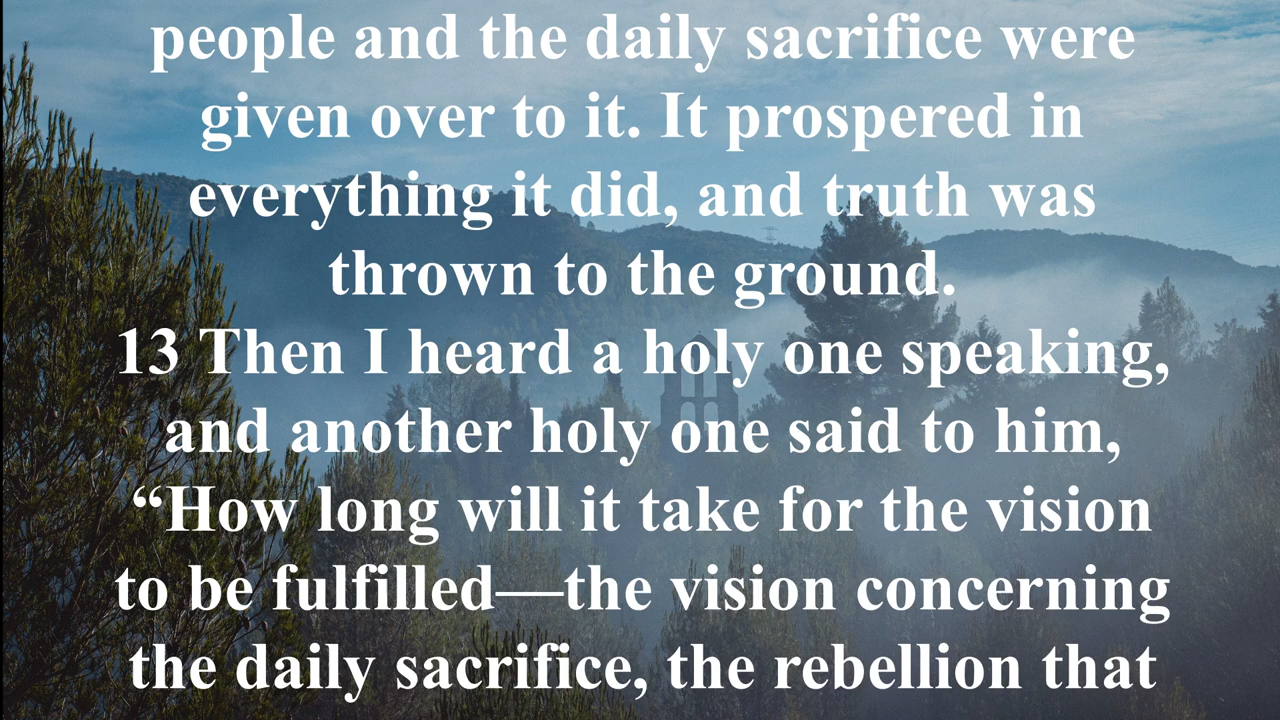 people and the daily sacrifice were
given over to it. It prospered in
everything it did, and truth was
thrown to the ground.
13 Then I heard a holy one speaking,
and another holy one said to him,
“How long will it take for the vision
to be fulfilled—the vision concerning
the daily sacrifice, the rebellion that